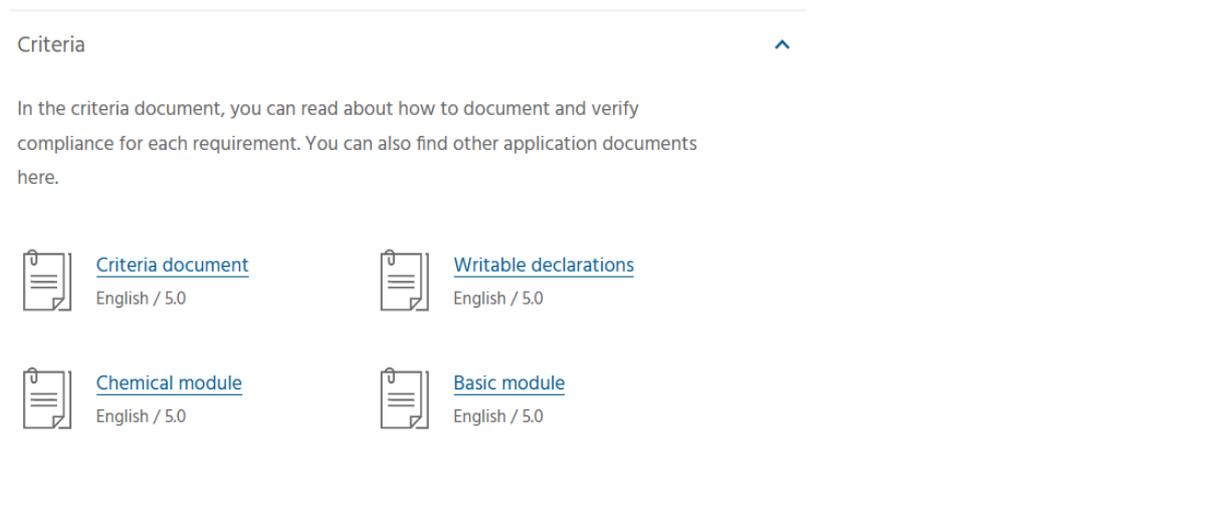 Criteria
In the criteria document, you can read about how to document and verify
compliance for each requirement. You can also find other application documents
here.
Criteria document
English / 5.0
Writable declarations
English / 5.0
Chemical module
English / 5.0
Basic module
English / 5.0